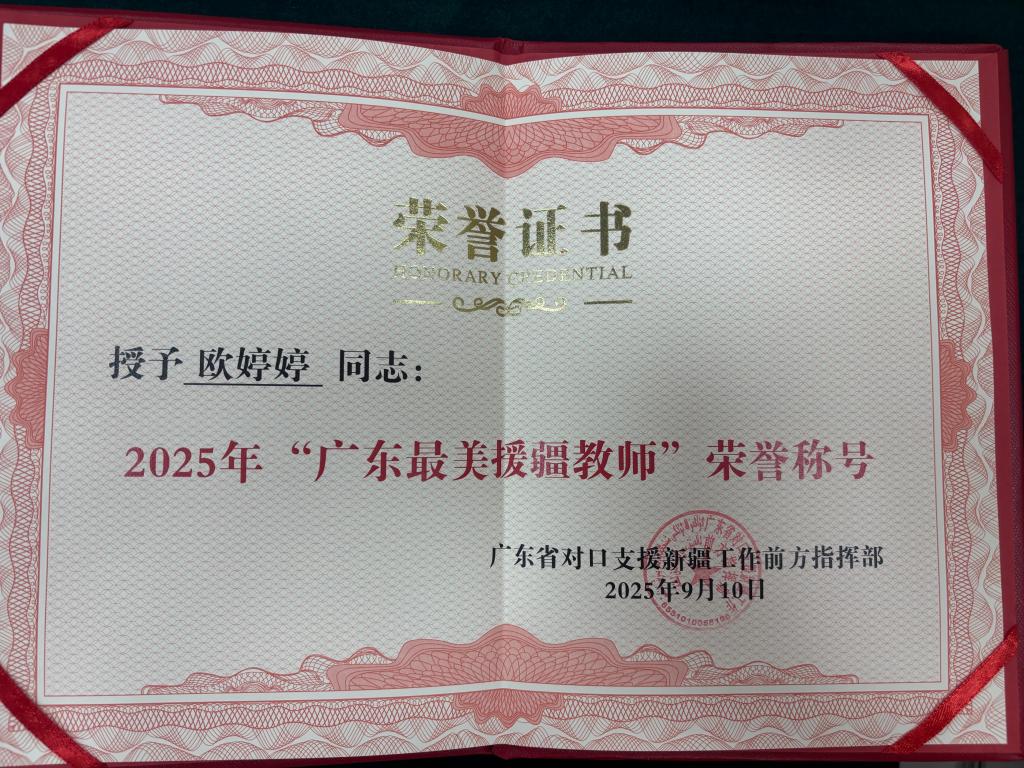 荣誉证书
HONORARY CREDENTIAL
授予 欧婷婷 同志：
2025年“广东最美援疆教师”荣誉称号
广东省对口支援新疆工作前方指挥部
2025年9月10日